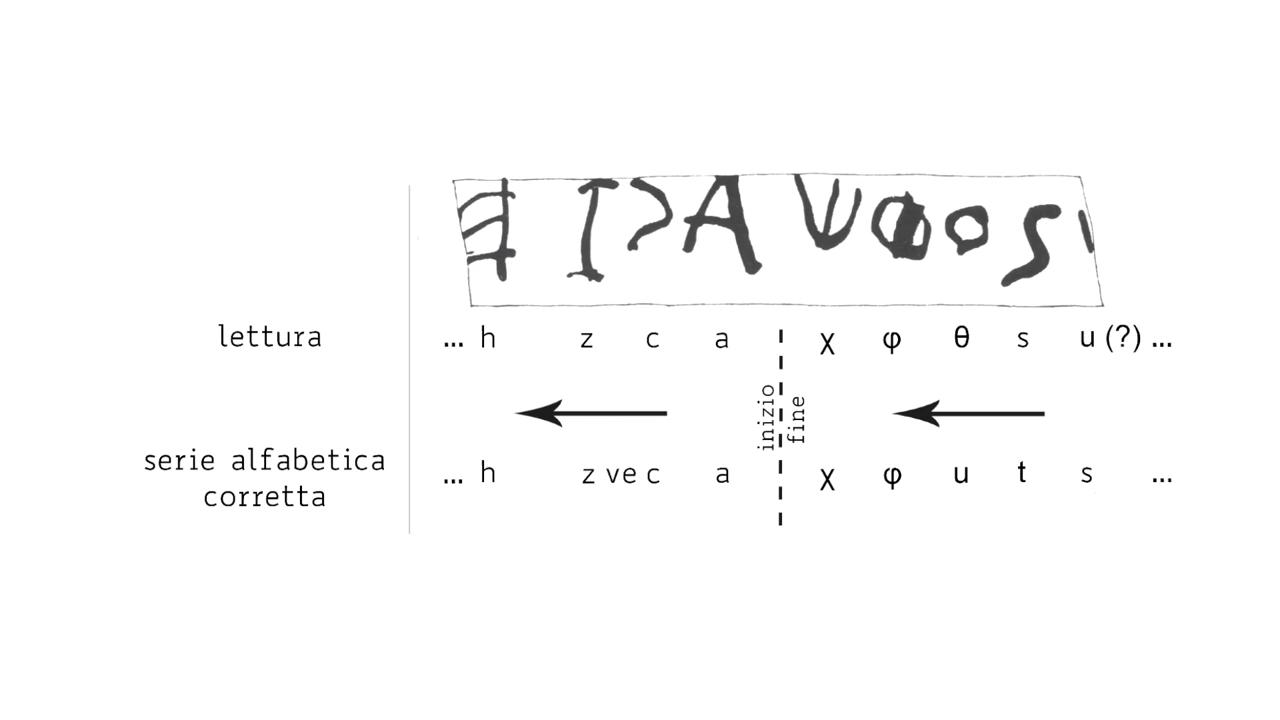 𐌇 𐌆 𐌂 𐌀 𐌙 𐌘 𐌏 𐌔
lettura ... h z c a χ φ θ s u (?) ...
inizio
fine
serie alfabetica
corretta
... h z ve c a χ φ u t s ...